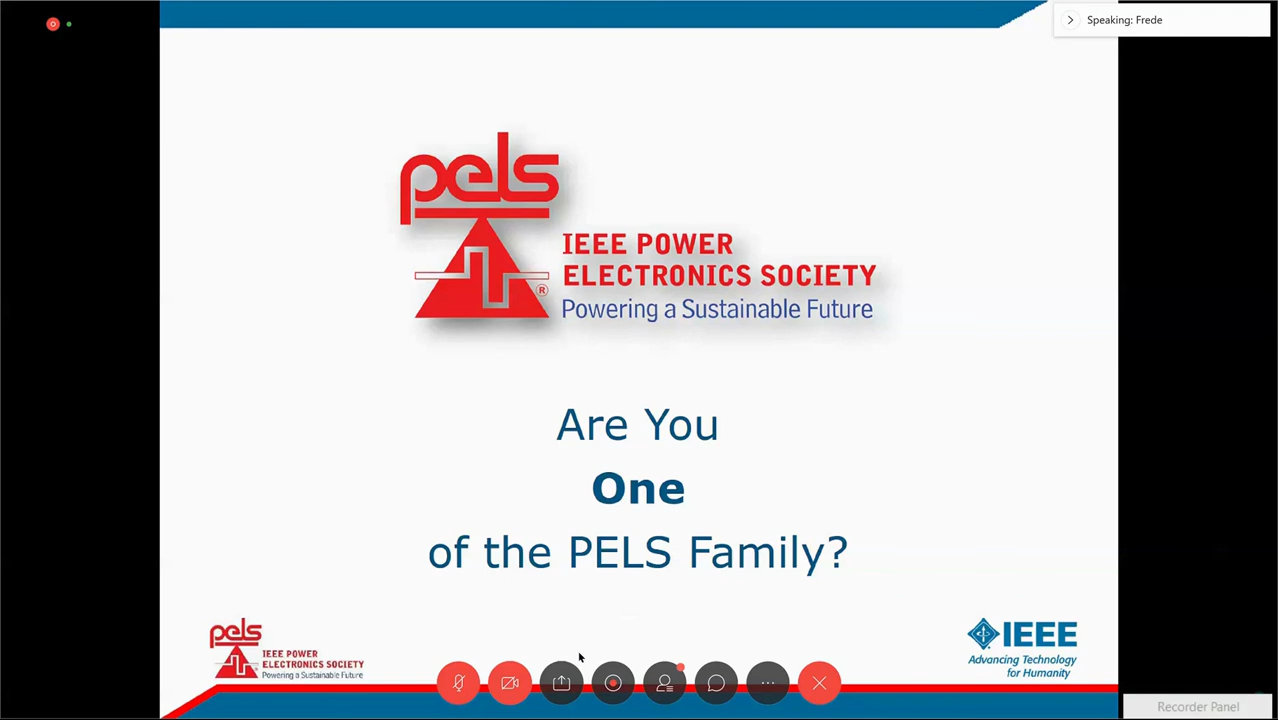 Speaking: Frede
pels
IEEE POWER
ELECTRONICS SOCIETY
®
Powering a Sustainable Future
Are You
One
of the PELS Family?
pels
IEEE POWER
ELECTRONICS SOCIETY
Powering a Sustainable Future
IEEE
Advancing Technology
for Humanity
Recorder Panel